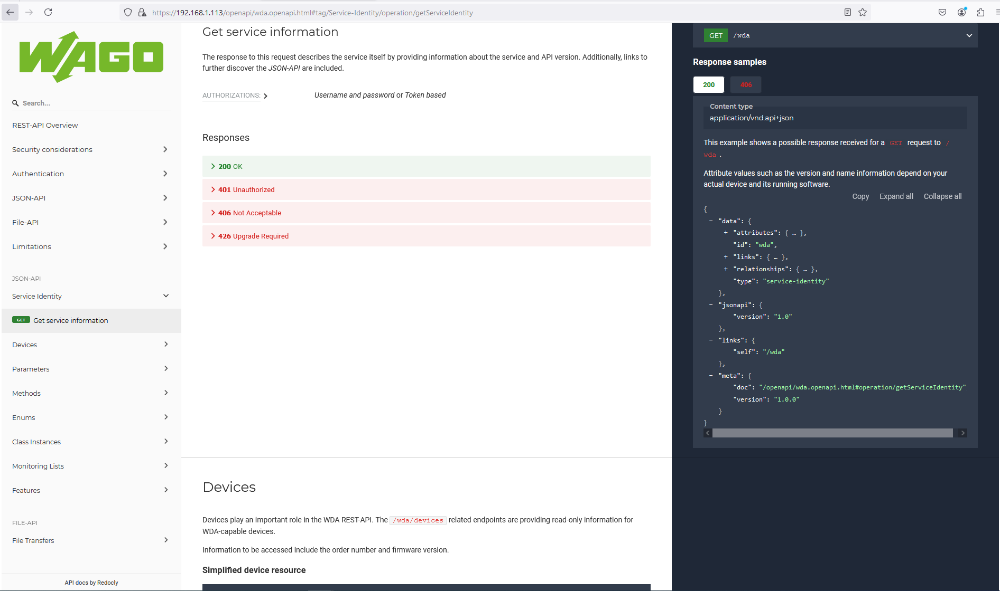 https://192.168.1.113/openapi/wda.openapi.html#tag/Service-Identity/operation/getServiceIdentity
WAGO
Search...
REST-API Overview
Security considerations
Authentication
JSON-API
File-API
Limitations
JSON-API
Service Identity
GET Get service information
Devices
Parameters
Methods
Enums
Class Instances
Monitoring Lists
Features
FILE-API
File Transfers
API docs by Redocly
Get service information
The response to this request describes the service itself by providing information about the service and API version. Additionally, links to
further discover the JSON-API are included.
AUTHORIZATIONS: Username and password or Token based
Responses
200 OK
401 Unauthorized
406 Not Acceptable
426 Upgrade Required
Devices
Devices play an important role in the WDA REST-API. The /wda/devices related endpoints are providing read-only information for
WDA-capable devices.
Information to be accessed include the order number and firmware version.
Simplified device resource
GET /wda
Response samples
200 406
Content type
application/vnd.api+json
This example shows a possible response received for a GET request to /
wda .
Attribute values such as the version and name information depend on your
actual device and its running software.
Copy Expand all Collapse all
{
- "data": {
+ "attributes": { … },
"id": "wda",
+ "links": { … },
+ "relationships": { … },
"type": "service-identity"
},
- "jsonapi": {
"version": "1.0"
},
- "links": {
"self": "/wda"
},
- "meta": {
"doc": "/openapi/wda.openapi.html#operation/getServiceIdentity",
"version": "1.0.0"
}
}